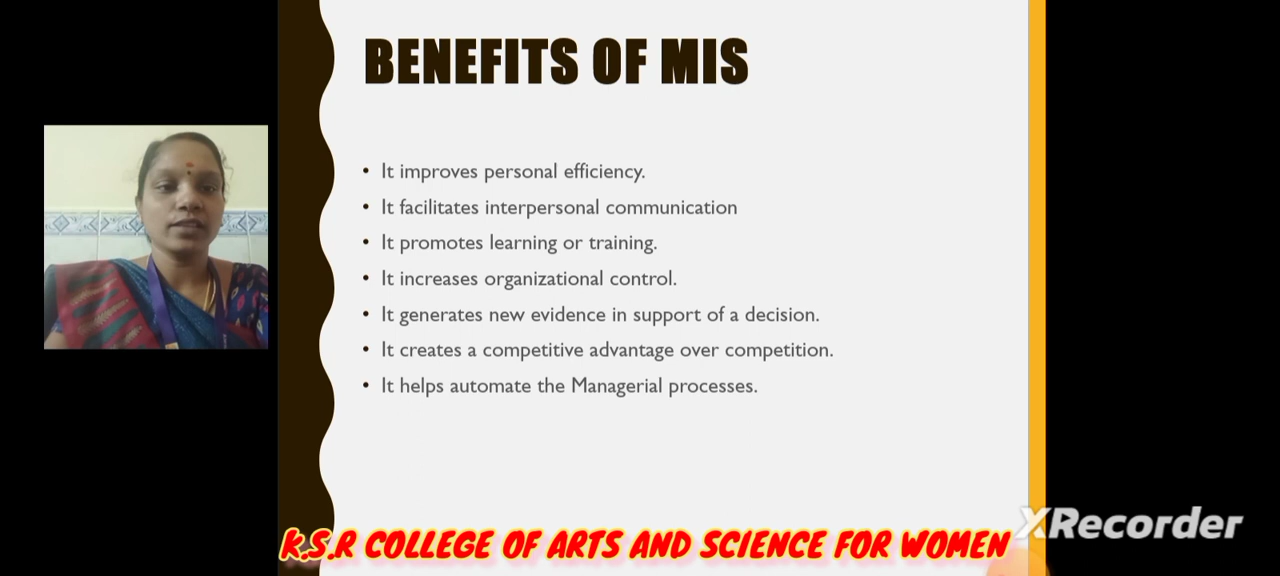 BENEFITS OF MIS
• It improves personal efficiency.
• It facilitates interpersonal communication
• It promotes learning or training.
• It increases organizational control.
• It generates new evidence in support of a decision.
• It creates a competitive advantage over competition.
• It helps automate the Managerial processes.
K.S.R COLLEGE OF ARTS AND SCIENCE FOR WOMEN
XRecorder